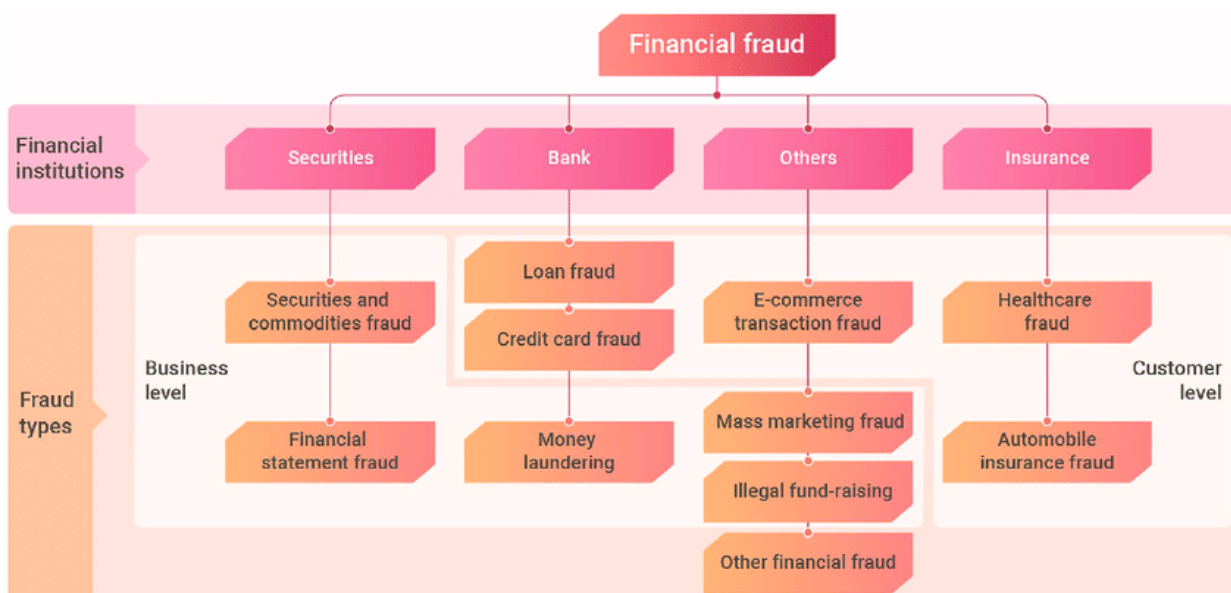 Financial fraud
Financial
institutions
Securities
Bank
Others
Insurance
Fraud
types
Business
level
Customer
level
Securities and
commodities fraud
Financial
statement fraud
Loan fraud
Credit card fraud
Money
laundering
E-commerce
transaction fraud
Mass marketing fraud
Illegal fund-raising
Other financial fraud
Healthcare
fraud
Automobile
insurance fraud